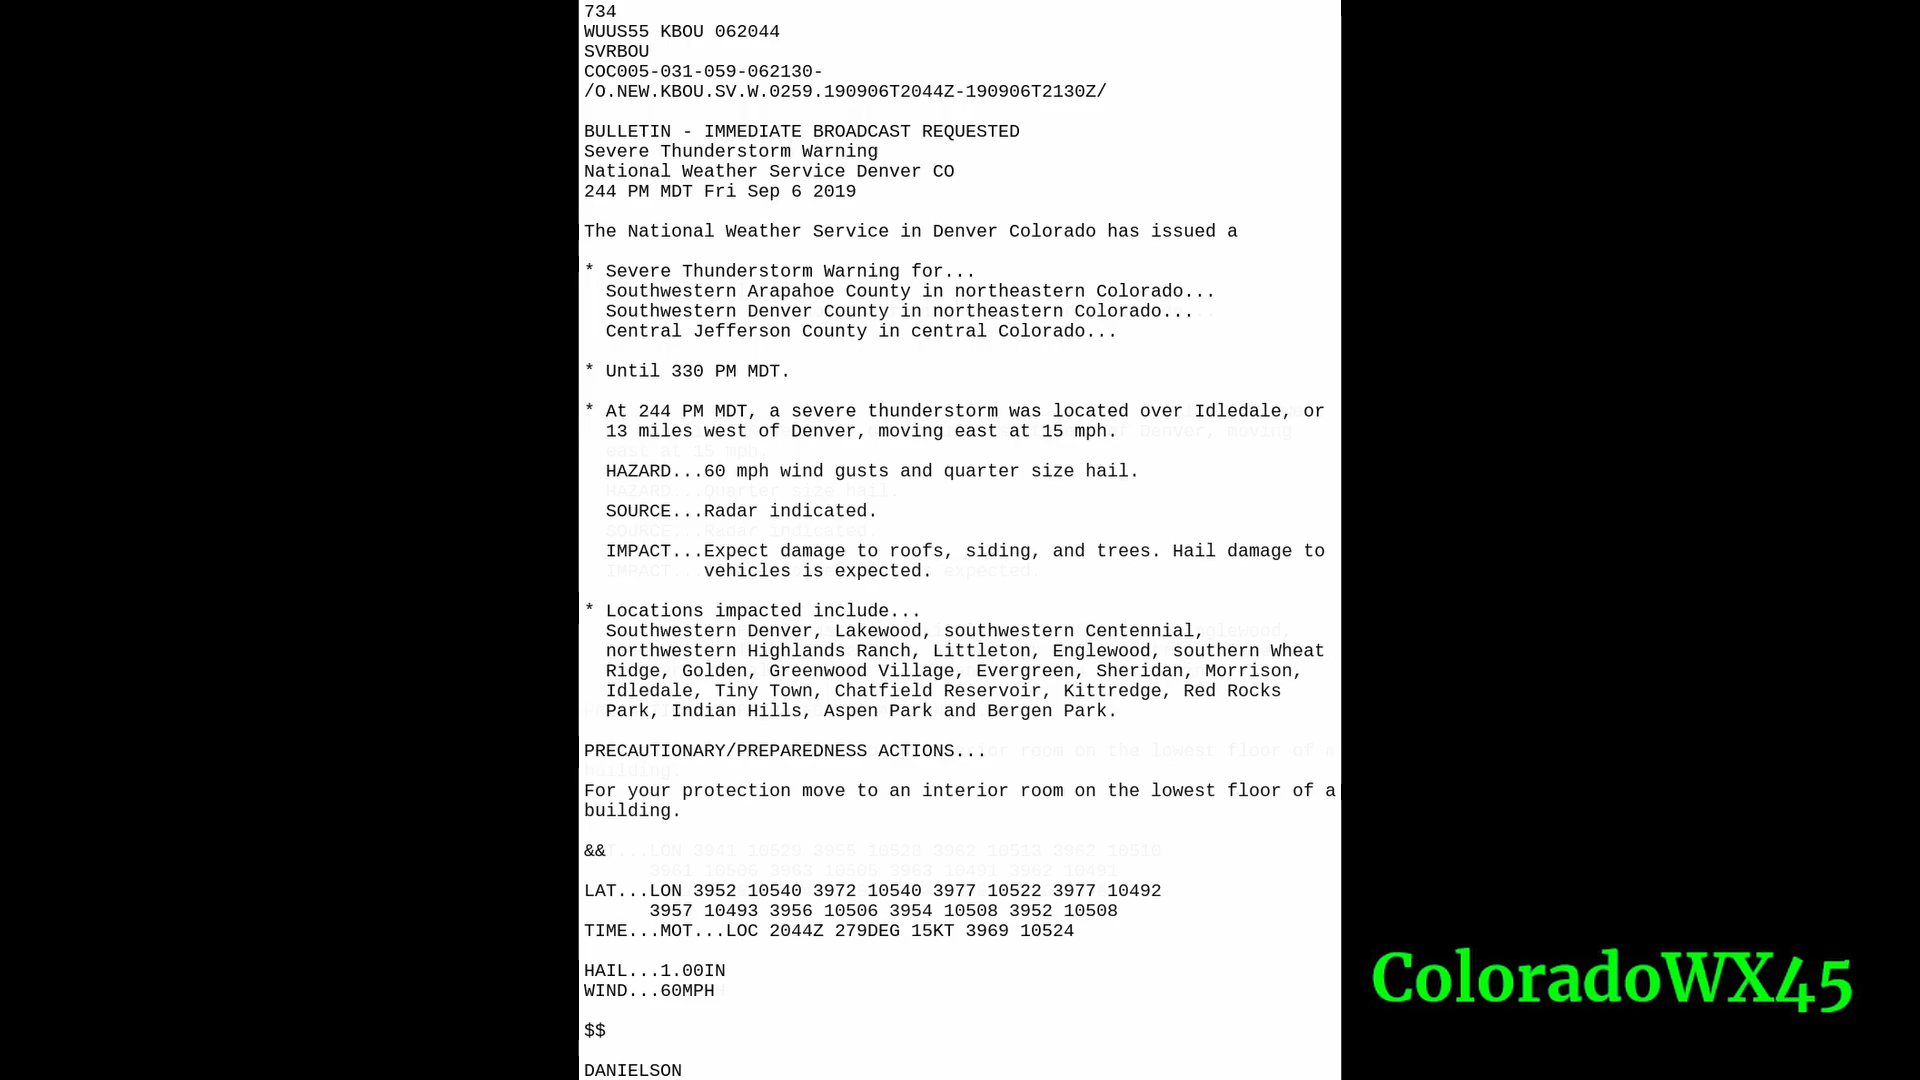 734
WUUS55 KBOU 062044
SVRBOU
COC005-031-059-062130-
/O.NEW.KBOU.SV.W.0259.190906T2044Z-190906T2130Z/
BULLETIN - IMMEDIATE BROADCAST REQUESTED
Severe Thunderstorm Warning
National Weather Service Denver CO
244 PM MDT Fri Sep 6 2019
The National Weather Service in Denver Colorado has issued a
* Severe Thunderstorm Warning for...
Southwestern Arapahoe County in northeastern Colorado...
Southwestern Denver County in northeastern Colorado...
Central Jefferson County in central Colorado...
* Until 330 PM MDT.
* At 244 PM MDT, a severe thunderstorm was located over Idledale, or
13 miles west of Denver, moving east at 15 mph.
HAZARD...60 mph wind gusts and quarter size hail.
SOURCE...Radar indicated.
IMPACT...Expect damage to roofs, siding, and trees. Hail damage to
vehicles is expected.
* Locations impacted include...
Southwestern Denver, Lakewood, southwestern Centennial,
northwestern Highlands Ranch, Littleton, Englewood, southern Wheat
Ridge, Golden, Greenwood Village, Evergreen, Sheridan, Morrison,
Idledale, Tiny Town, Chatfield Reservoir, Kittredge, Red Rocks
Park, Indian Hills, Aspen Park and Bergen Park.
PRECAUTIONARY/PREPAREDNESS ACTIONS...
For your protection move to an interior room on the lowest floor of a
building.
&&
LAT...LON 3952 10540 3972 10540 3977 10522 3977 10492
3957 10493 3956 10506 3954 10508 3952 10508
TIME...MOT...LOC 2044Z 279DEG 15KT 3969 10524
HAIL...1.00IN
WIND...60MPH
$$
DANIELSON
ColoradoWX45